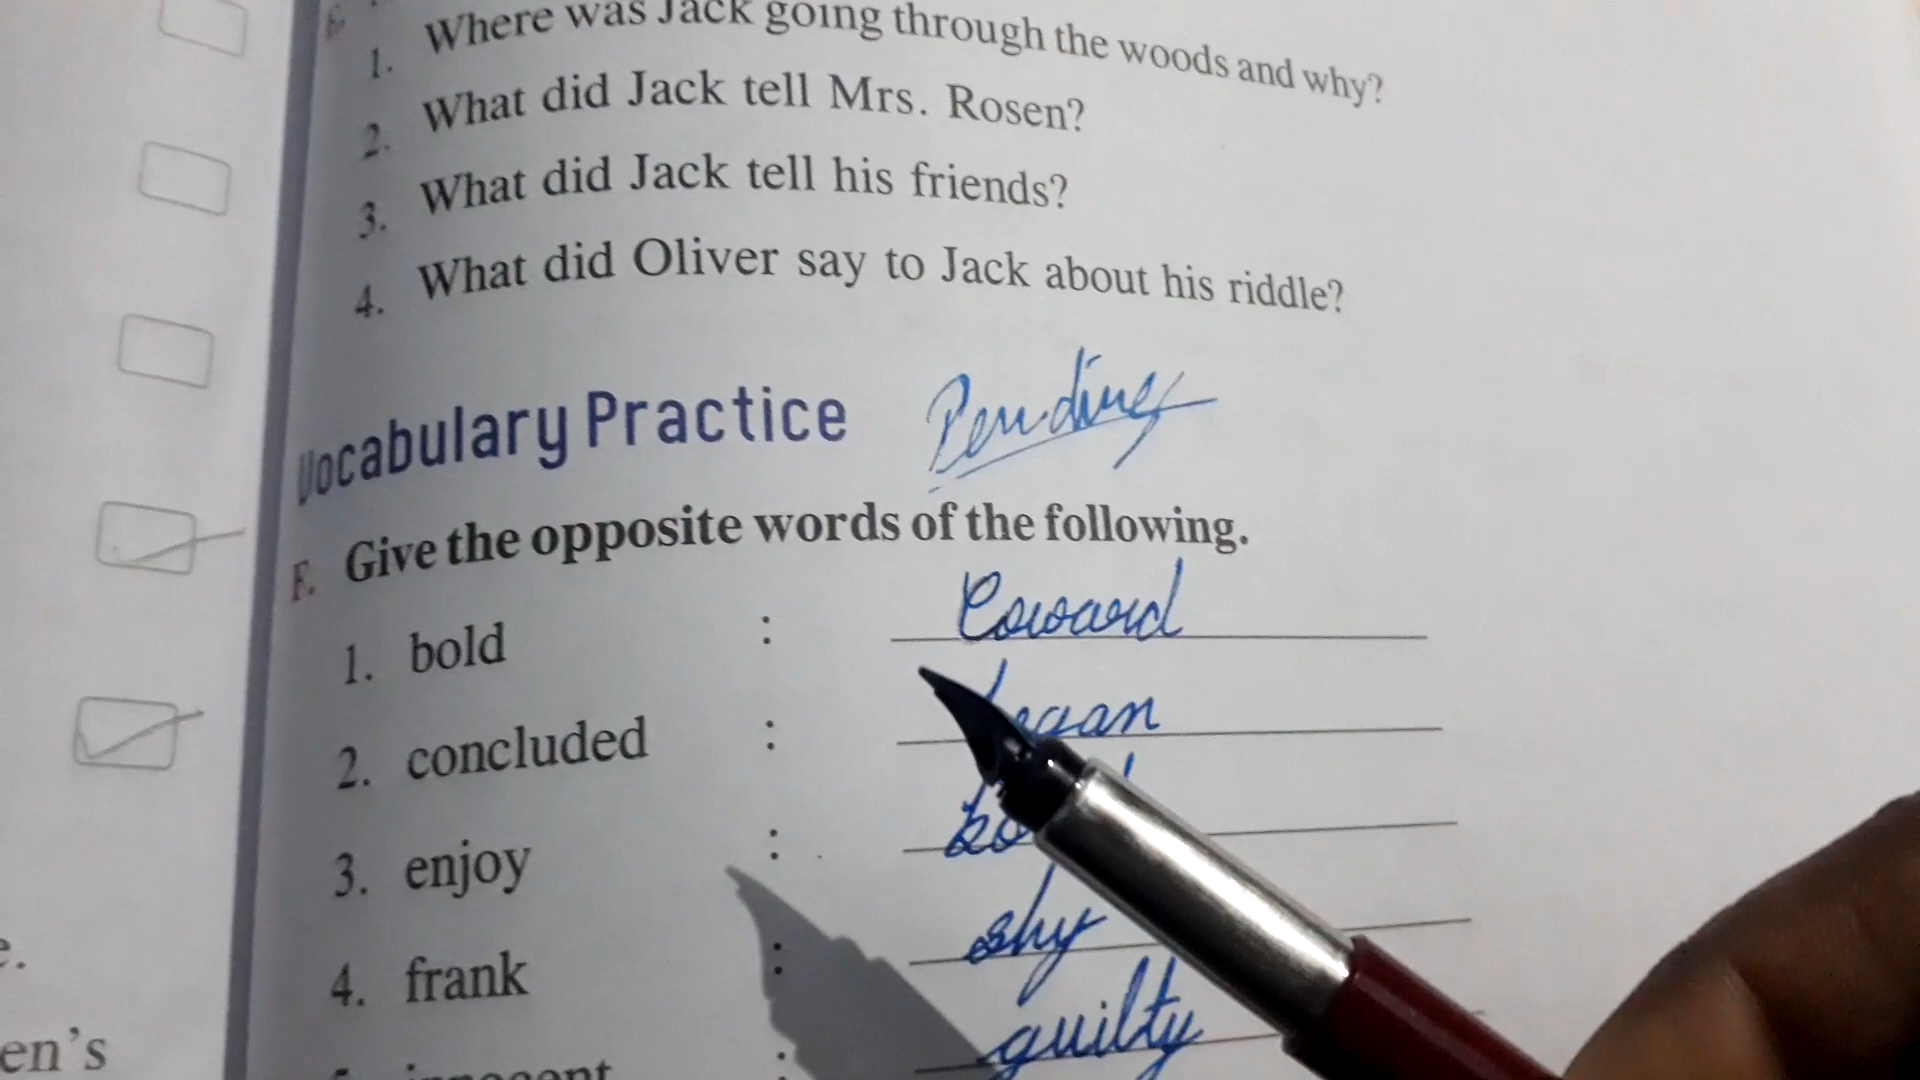 1. Where was Jack going through the woods and why?
2. What did Jack tell Mrs. Rosen?
3. What did Jack tell his friends?
4. What did Oliver say to Jack about his riddle?
Vocabulary Practice Pending
F. Give the opposite words of the following.
1. bold : Coward
2. concluded :
3. enjoy :
4. frank : shy
5. innocent : guilty
en's